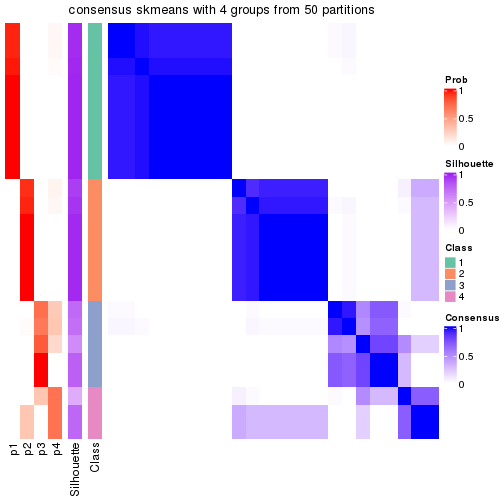 consensus skmeans with 4 groups from 50 partitions
Prob
1
0.5
0
Silhouette
1
0.5
0
Class
1
2
3
4
Consensus
1
0.5
0
p1
p2
p3
p4
Silhouette
Class